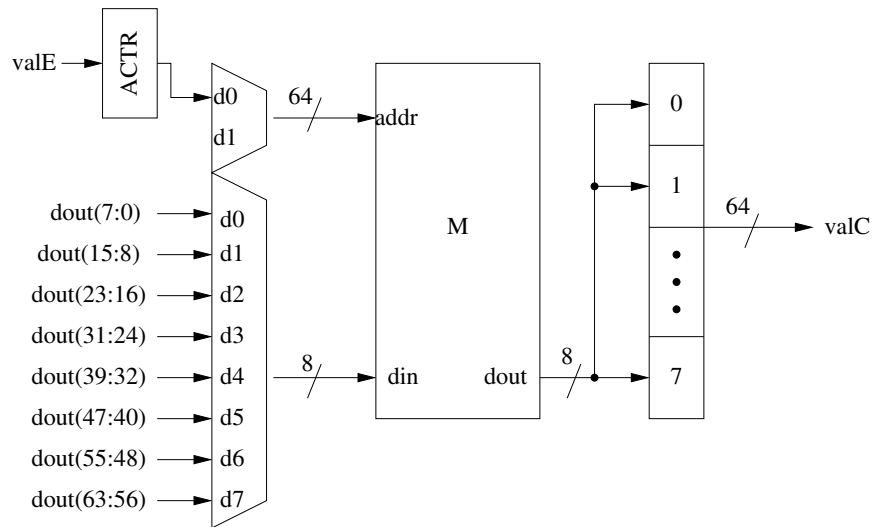 valE
ACTR
d0
d1
64
addr
M
0
1
64
valC
7
dout(7:0)
dout(15:8)
dout(23:16)
dout(31:24)
dout(39:32)
dout(47:40)
dout(55:48)
dout(63:56)
d0
d1
d2
d3
d4
d5
d6
d7
8
din
dout
8